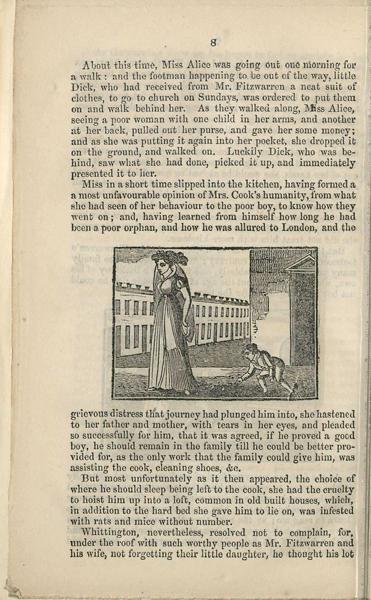 8
About this time, Miss Alice was going out one morning for
a walk: and the footman happening to be out of the way, little
Dick, who had received from Mr. Fitzwarren a neat suit of
clothes, to go to church on Sundays, was ordered to put them
on and walk behind her. As they walked along, Miss Alice,
seeing a poor woman with one child in her arms, and another
at her back, pulled out her purse, and gave her some money;
and as she was putting it again into her pocket, she dropped it
on the ground, and walked on. Luckily Dick, who was be-
hind, saw what she had done, picked it up, and immediately
presented it to her.
Miss in a short time slipped into the kitchen, having formed a
a most unfavourable opinion of Mrs. Cook's humanity, from what
she had seen of her behaviour to the poor boy, to know how they
went on; and, having learned from himself how long he had
been a poor orphan, and how he was allured to London, and the
grievous distress that journey had plunged him into, she hastened
to her father and mother, with tears in her eyes, and pleaded
so successfully for him, that it was agreed, if he proved a good
boy, he should remain in the family till he could be better pro-
vided for, as the only work that the family could give him, was
assisting the cook, cleaning shoes, &c.
But most unfortunately as it then appeared, the choice of
where he should sleep being left to the cook, she had the cruelty
to hoist him up into a loft, common in old built houses, which,
in addition to the hard bed she gave him to lie on, was infested
with rats and mice without number.
Whittington, nevertheless, resolved not to complain, for,
under the roof with such worthy people as Mr. Fitzwarren and
his wife, not forgetting their little daughter, he thought his lot